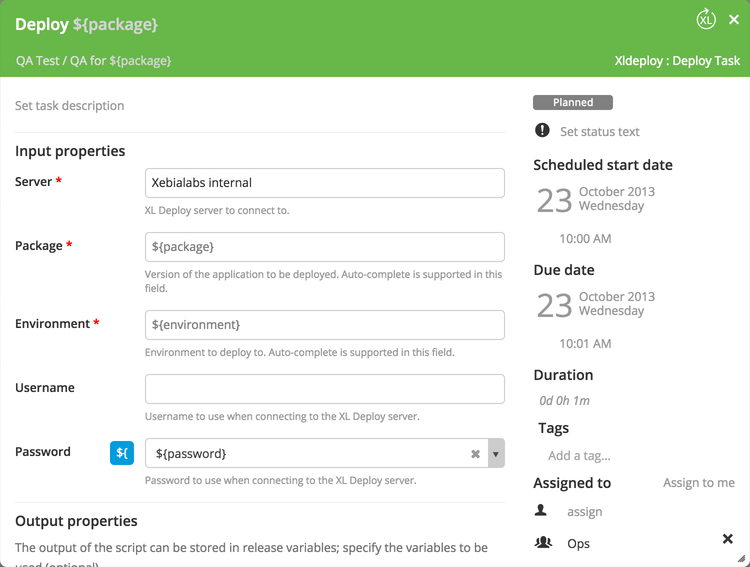 Deploy ${package}
XL
QA Test / QA for ${package}
Xldeploy : Deploy Task
Set task description
Input properties
Server *
Xebialabs internal
XL Deploy server to connect to.
Package *
${package}
Version of the application to be deployed. Auto-complete is supported in this
field.
Environment *
${environment}
Environment to deploy to. Auto-complete is supported in this field.
Username
Username to use when connecting to the XL Deploy server.
Password
${
${password}
Password to use when connecting to the XL Deploy server.
Output properties
The output of the script can be stored in release variables; specify the variables to be
used (optional)
Planned
Set status text
Scheduled start date
23
October 2013
Wednesday
10:00 AM
Due date
23
October 2013
Wednesday
10:01 AM
Duration
0d 0h 1m
Tags
Add a tag...
Assigned to
Assign to me
assign
Ops